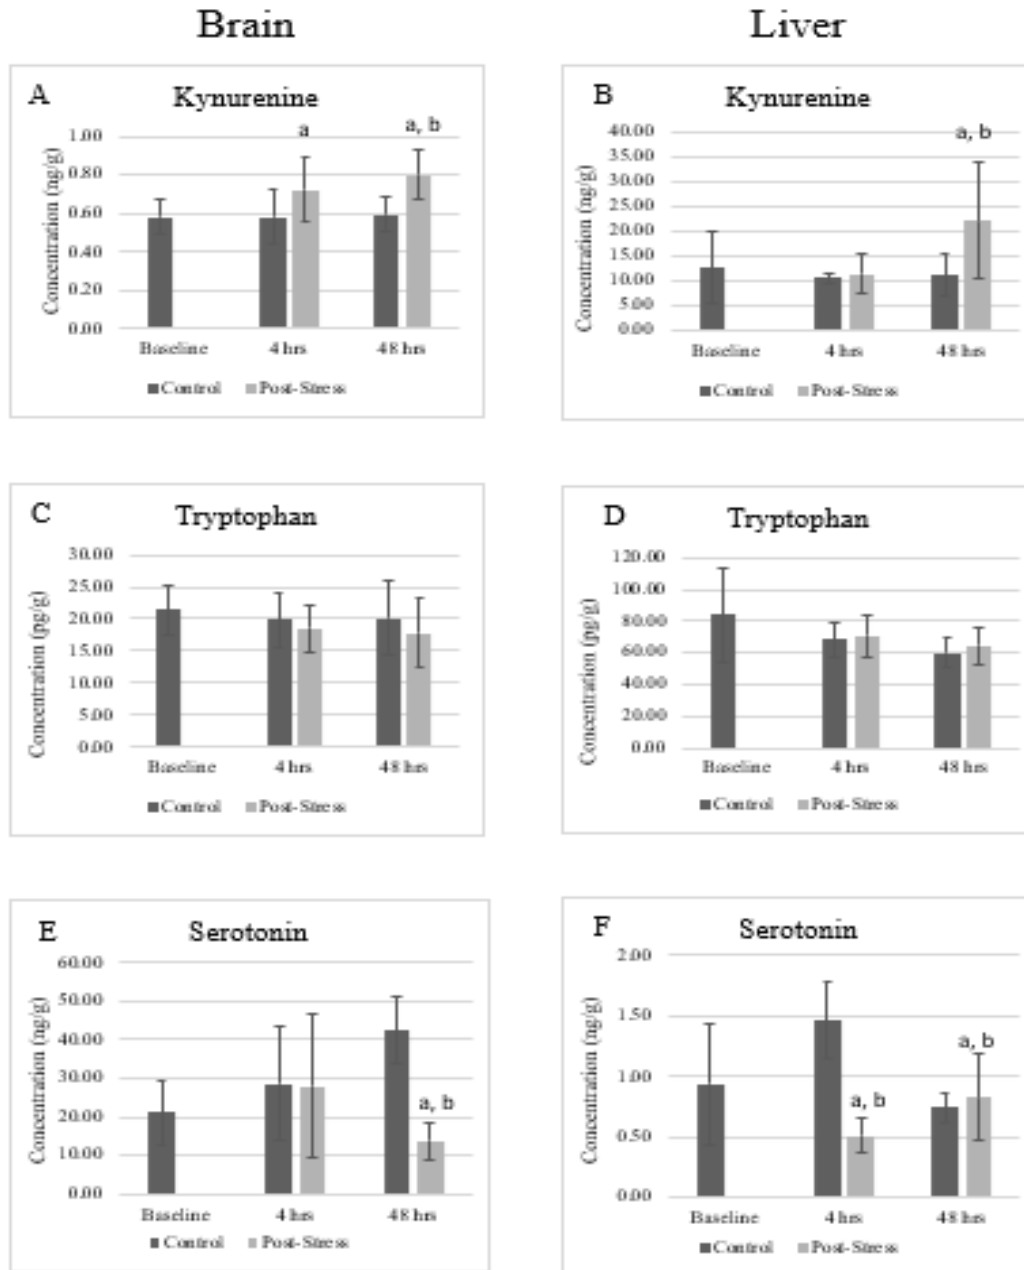 Brain
Liver
A
Kynurenine
Concentration (ng/g)
1.00
0.80
0.60
0.40
0.20
0.00
a
a, b
Baseline 4 hrs 48 hrs
Control Post-Stress
B
Kynurenine
Concentration (ng/g)
40.00
35.00
30.00
25.00
20.00
15.00
10.00
5.00
0.00
a, b
Baseline 4 hrs 48 hrs
Control Post-Stress
C
Tryptophan
Concentration (pg/g)
30.00
25.00
20.00
15.00
10.00
5.00
0.00
Baseline 4 hrs 48 hrs
Control Post-Stress
D
Tryptophan
Concentration (pg/g)
120.00
100.00
80.00
60.00
40.00
20.00
0.00
Baseline 4 hrs 48 hrs
Control Post-Stress
E
Serotonin
Concentration (ng/g)
60.00
50.00
40.00
30.00
20.00
10.00
0.00
a, b
Baseline 4 hrs 48 hrs
Control Post-Stress
F
Serotonin
Concentration (ng/g)
2.00
1.50
1.00
0.50
0.00
a, b
a, b
Baseline 4 hrs 48 hrs
Control Post-Stress